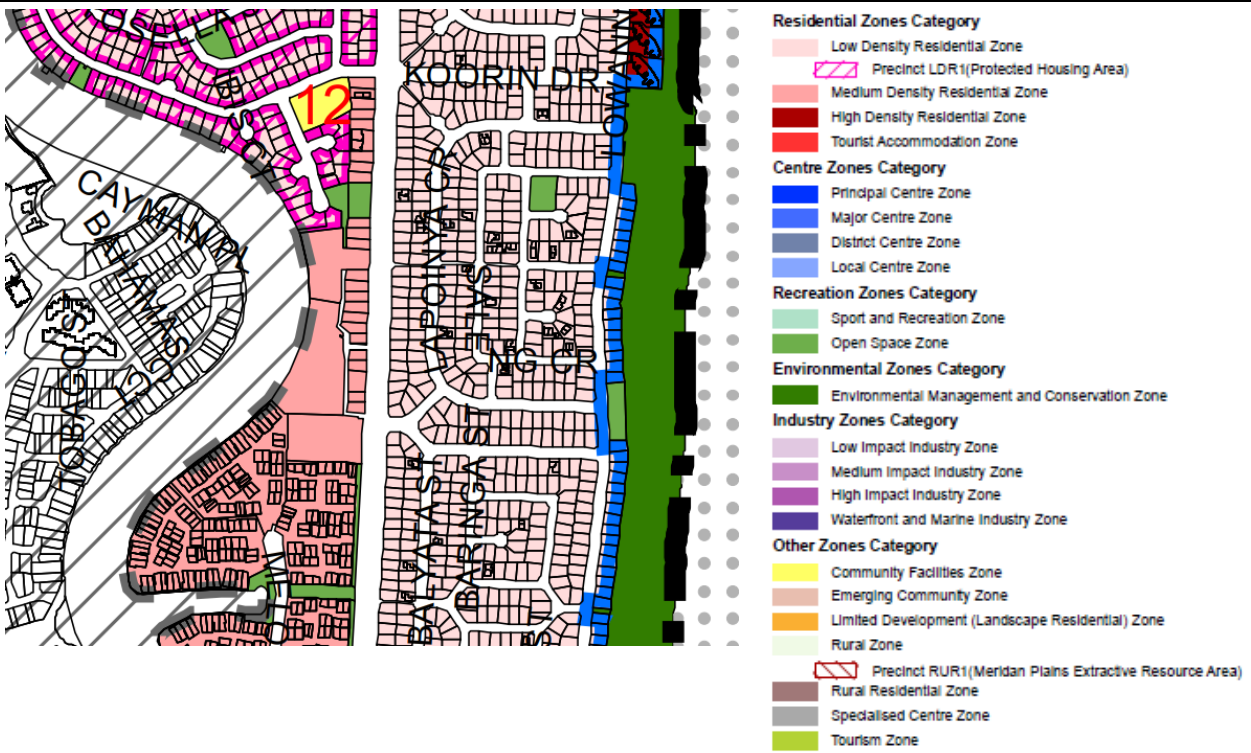 KOORIN DR
12
CAYMAN PL
BAHAMAS CCT
TOBAGO ST
LAPOINYA CR
SALE
NG CR
BALYATA ST
BARINGA ST
Residential Zones Category
Low Density Residential Zone
Precinct LDR1(Protected Housing Area)
Medium Density Residential Zone
High Density Residential Zone
Tourist Accommodation Zone
Centre Zones Category
Principal Centre Zone
Major Centre Zone
District Centre Zone
Local Centre Zone
Recreation Zones Category
Sport and Recreation Zone
Open Space Zone
Environmental Zones Category
Environmental Management and Conservation Zone
Industry Zones Category
Low Impact Industry Zone
Medium Impact Industry Zone
High Impact Industry Zone
Waterfront and Marine Industry Zone
Other Zones Category
Community Facilities Zone
Emerging Community Zone
Limited Development (Landscape Residential) Zone
Rural Zone
Precinct RUR1(Meridan Plains Extractive Resource Area)
Rural Residential Zone
Specialised Centre Zone
Tourism Zone